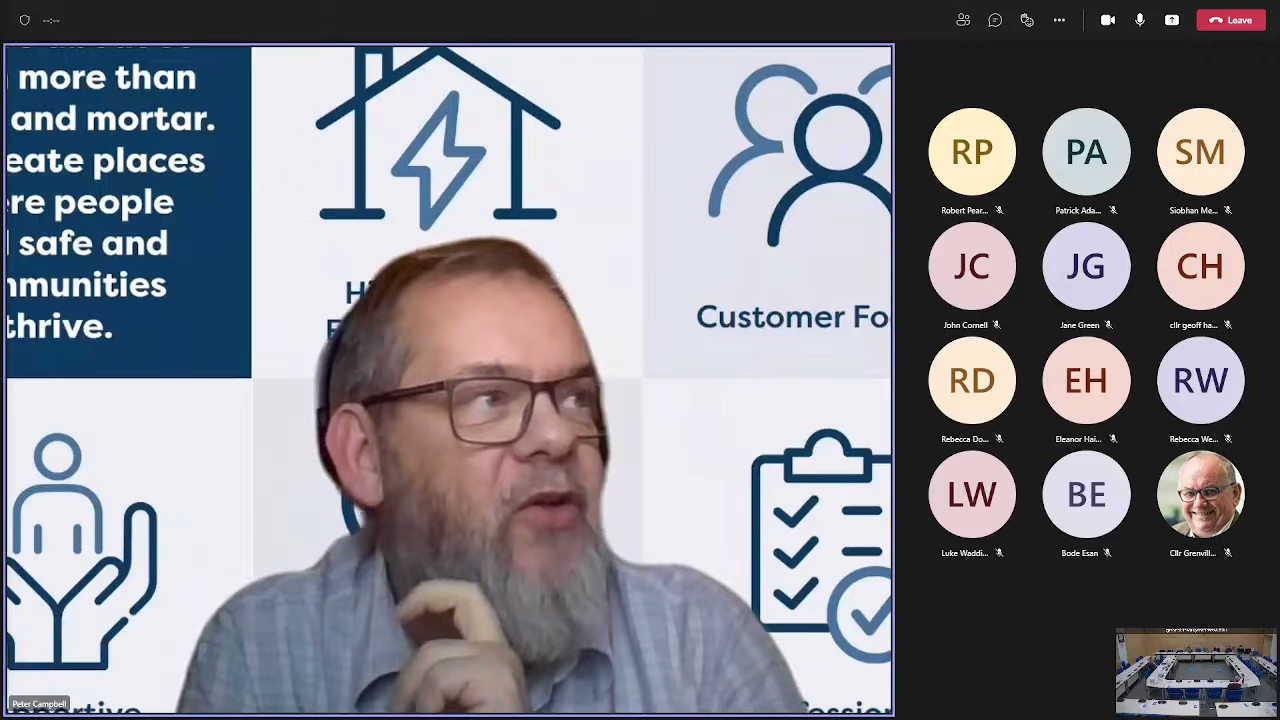 --:--
Leave
more than
and mortar.
eate places
ere people
safe and
mmunities
thrive.
Customer Fo
Peter Campbell
RP
PA
SM
Robert Pear...
Patrick Ada...
Siobhan Me...
JC
JG
CH
John Cornell
Jane Green
cllr geoff ha...
RD
EH
RW
Rebecca Do...
Eleanor Hai...
Rebecca We...
LW
BE
Luke Waddi...
Bode Esan
Cllr Grenvill...